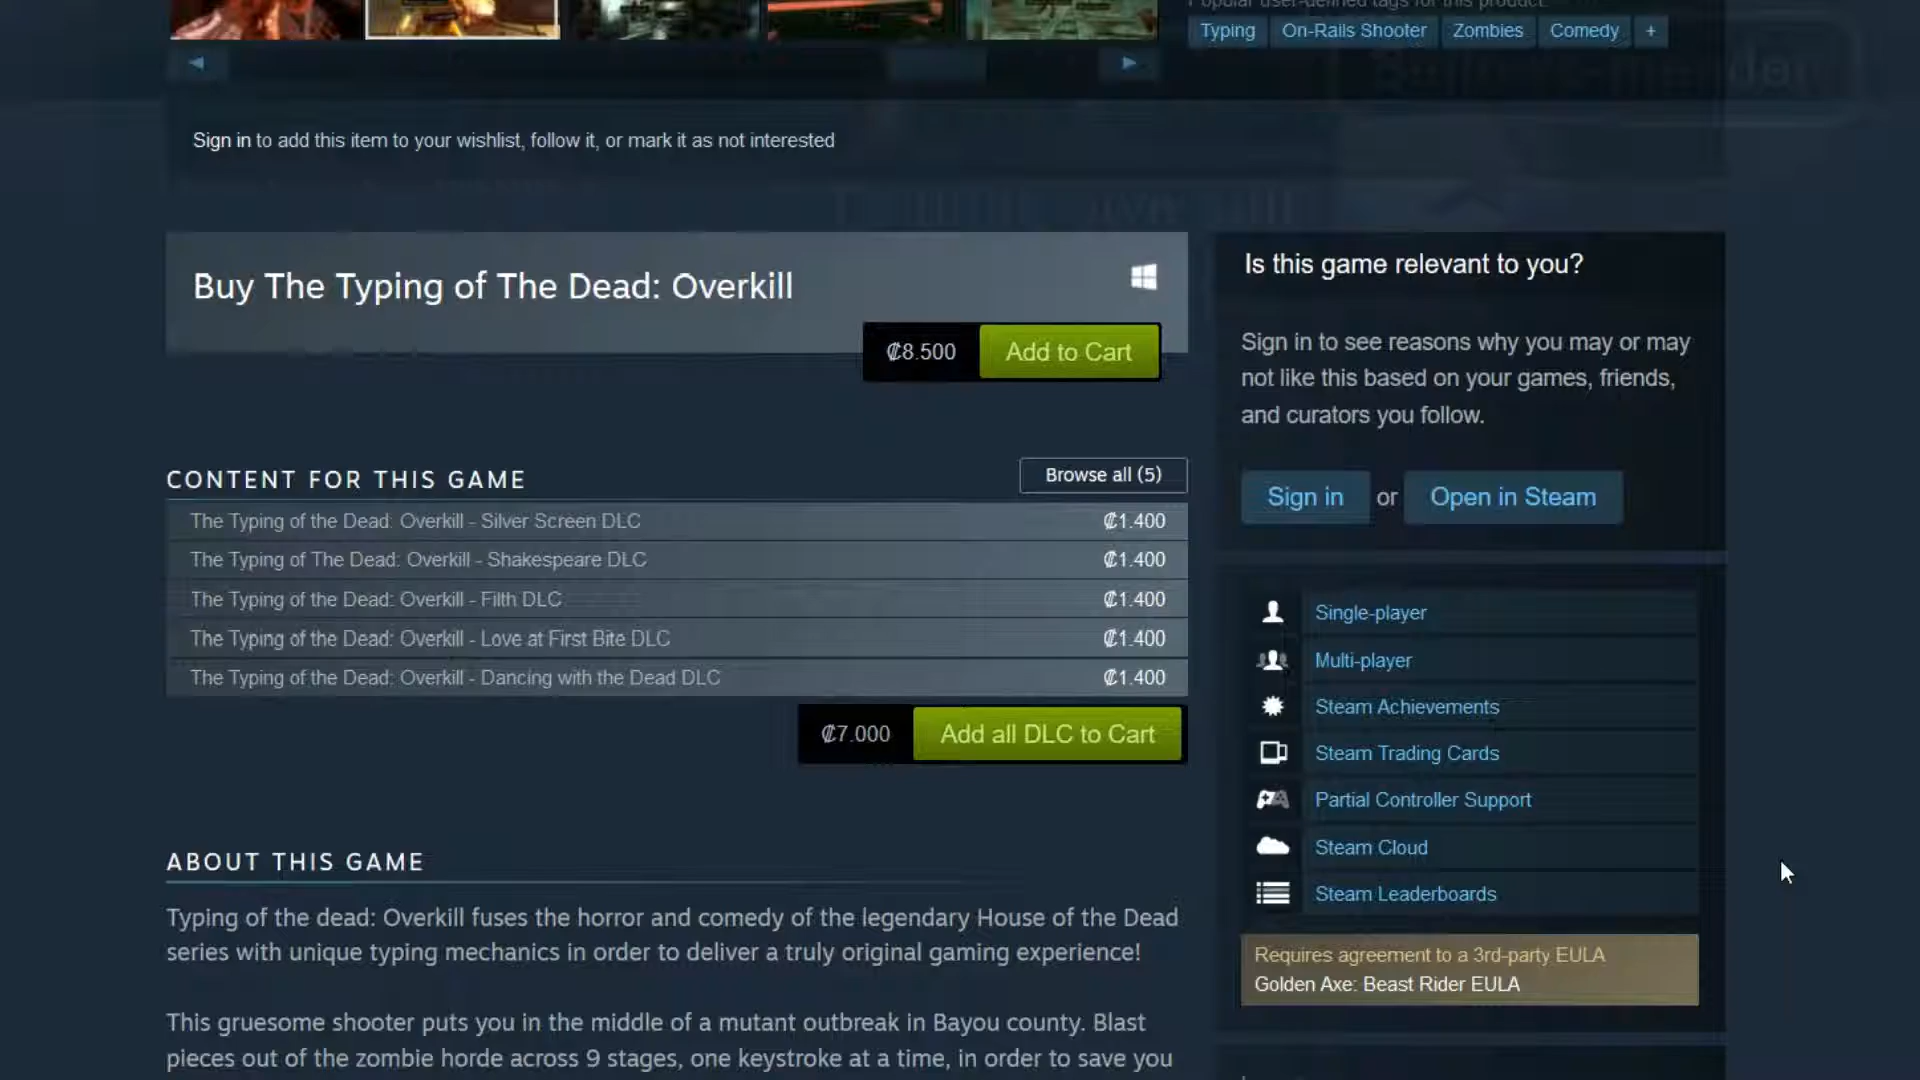 Popular user-defined tags for this product:
Typing On-Rails Shooter Zombies Comedy +
Sign in to add this item to your wishlist, follow it, or mark it as not interested
Buy The Typing of The Dead: Overkill
₡8.500 Add to Cart
CONTENT FOR THIS GAME
Browse all (5)
The Typing of the Dead: Overkill - Silver Screen DLC ₡1.400
The Typing of The Dead: Overkill - Shakespeare DLC ₡1.400
The Typing of the Dead: Overkill - Filth DLC ₡1.400
The Typing of the Dead: Overkill - Love at First Bite DLC ₡1.400
The Typing of the Dead: Overkill - Dancing with the Dead DLC ₡1.400
₡7.000 Add all DLC to Cart
ABOUT THIS GAME
Typing of the dead: Overkill fuses the horror and comedy of the legendary House of the Dead
series with unique typing mechanics in order to deliver a truly original gaming experience!
This gruesome shooter puts you in the middle of a mutant outbreak in Bayou county. Blast
pieces out of the zombie horde across 9 stages, one keystroke at a time, in order to save you
Is this game relevant to you?
Sign in to see reasons why you may or may
not like this based on your games, friends,
and curators you follow.
Sign in or Open in Steam
Single-player
Multi-player
Steam Achievements
Steam Trading Cards
Partial Controller Support
Steam Cloud
Steam Leaderboards
Requires agreement to a 3rd-party EULA
Golden Axe: Beast Rider EULA